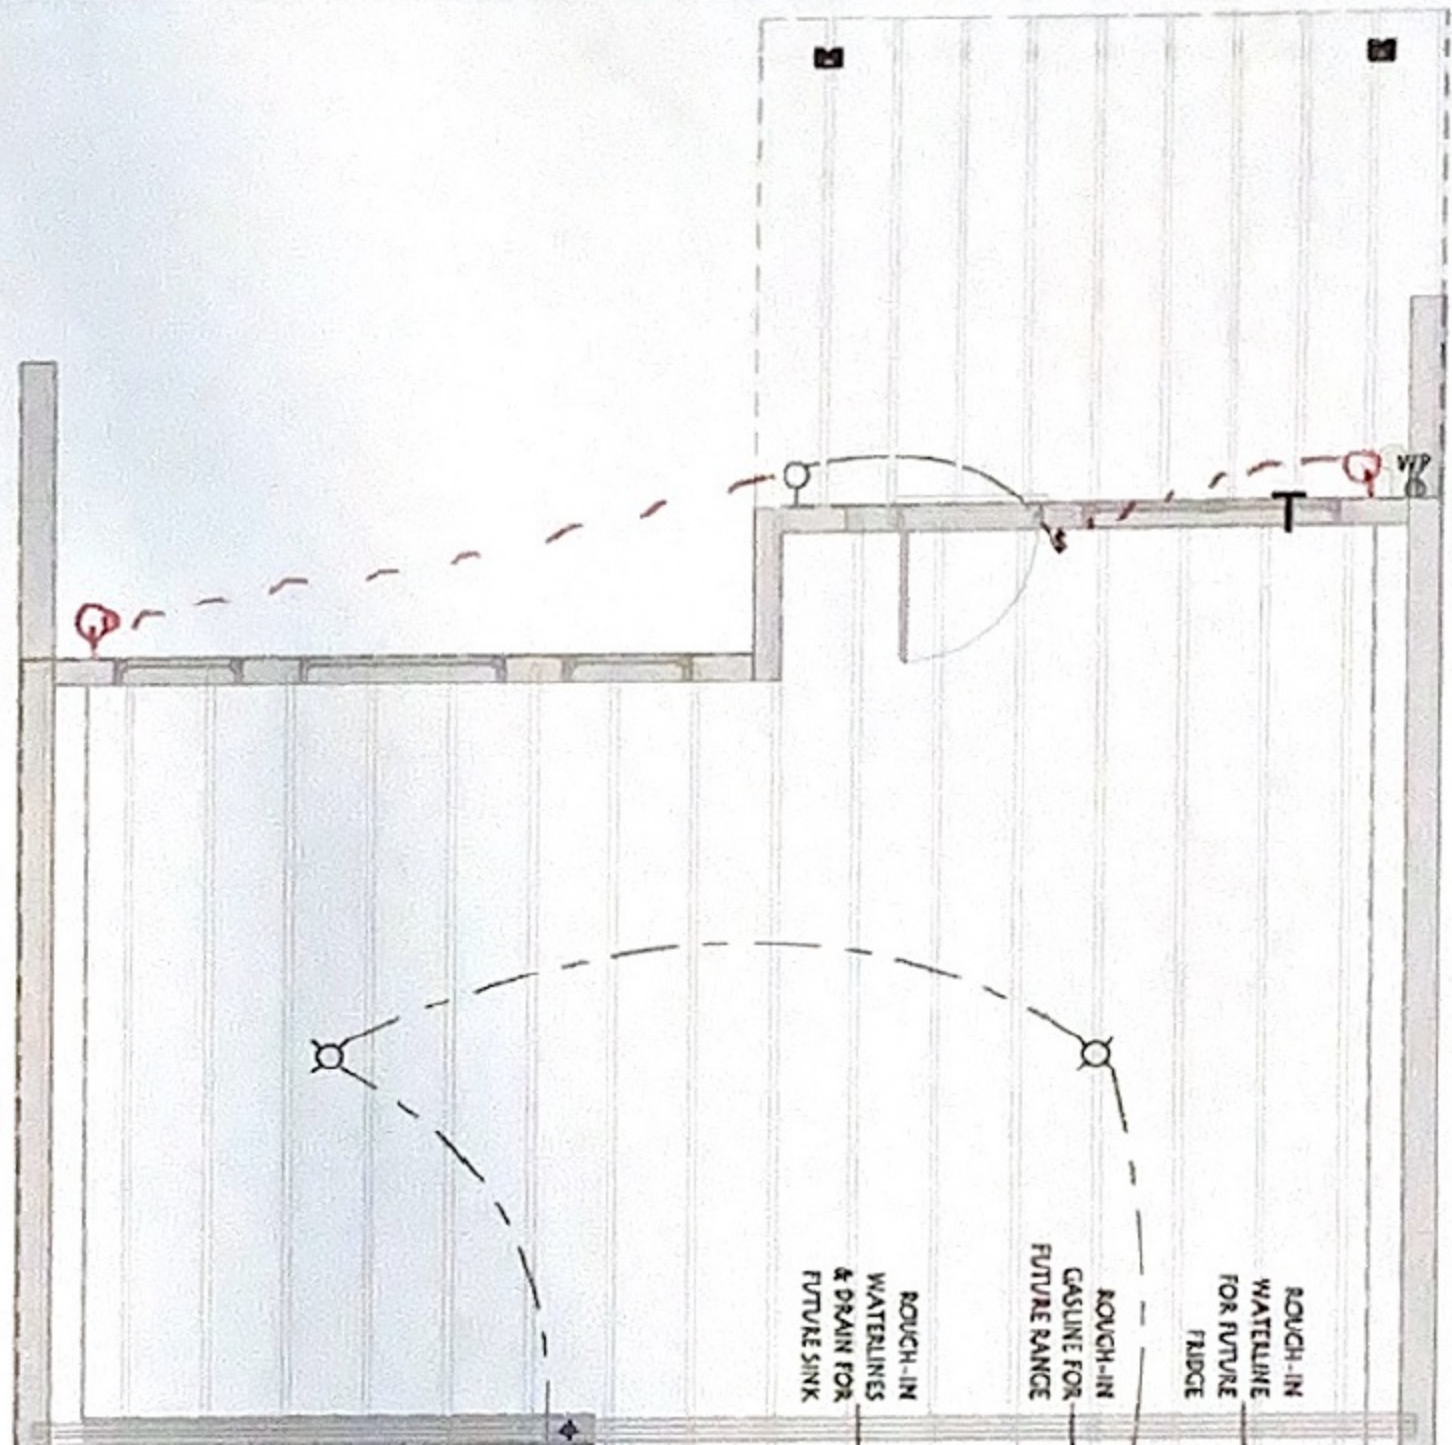 WP
ROUGH-IN
WATERLINES
& DRAIN FOR
FUTURE SINK
ROUGH-IN
GASLINE FOR
FUTURE RANGE
ROUGH-IN
WATERLINE
FOR FUTURE
FRIDGE
T
$